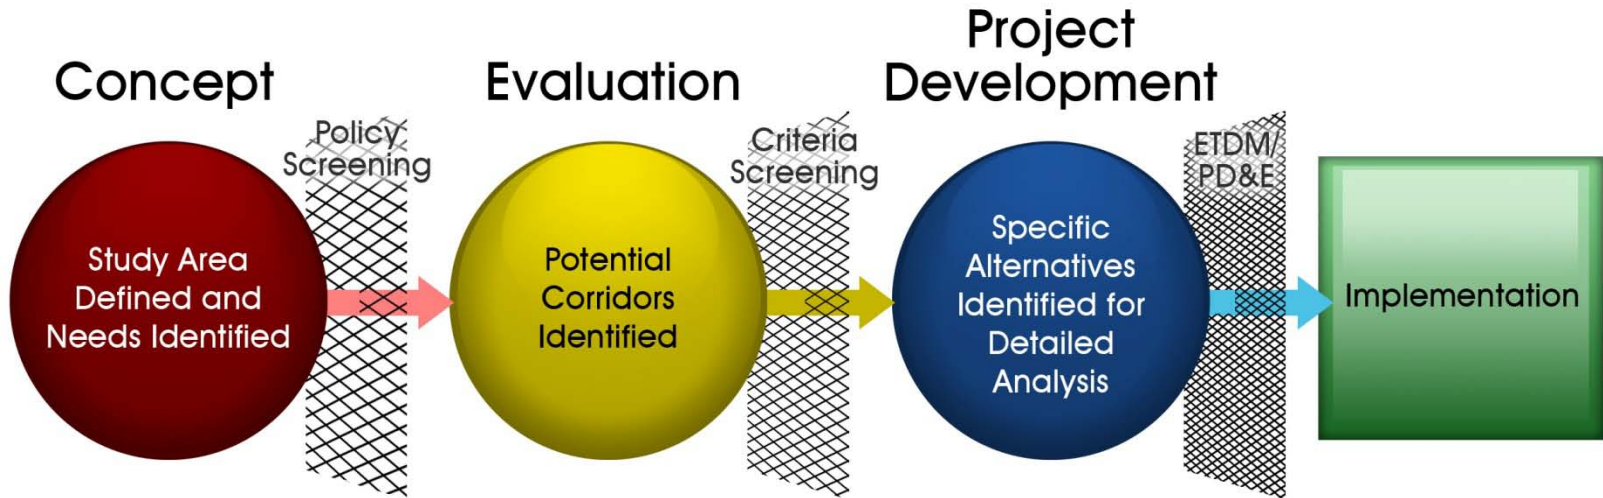 Concept
Policy
Screening
Study Area
Defined and
Needs Identified
Evaluation
Criteria
Screening
Potential
Corridors
Identified
Project
Development
ETDM/
PD&E
Specific
Alternatives
Identified for
Detailed
Analysis
Implementation